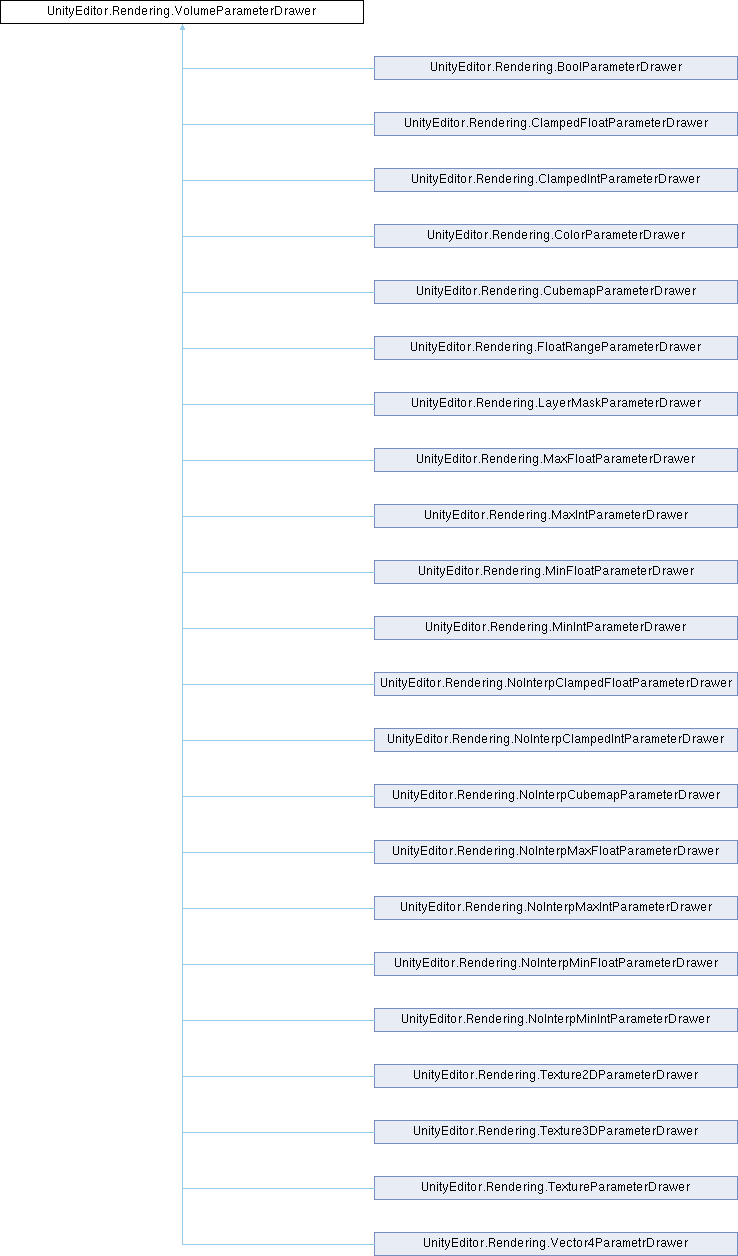 UnityEditor.Rendering.VolumeParameterDrawer
UnityEditor.Rendering.BoolParameterDrawer
UnityEditor.Rendering.ClampedFloatParameterDrawer
UnityEditor.Rendering.ClampedIntParameterDrawer
UnityEditor.Rendering.ColorParameterDrawer
UnityEditor.Rendering.CubemapParameterDrawer
UnityEditor.Rendering.FloatRangeParameterDrawer
UnityEditor.Rendering.LayerMaskParameterDrawer
UnityEditor.Rendering.MaxFloatParameterDrawer
UnityEditor.Rendering.MaxIntParameterDrawer
UnityEditor.Rendering.MinFloatParameterDrawer
UnityEditor.Rendering.MinIntParameterDrawer
UnityEditor.Rendering.NoInterpClampedFloatParameterDrawer
UnityEditor.Rendering.NoInterpClampedIntParameterDrawer
UnityEditor.Rendering.NoInterpCubemapParameterDrawer
UnityEditor.Rendering.NoInterpMaxFloatParameterDrawer
UnityEditor.Rendering.NoInterpMaxIntParameterDrawer
UnityEditor.Rendering.NoInterpMinFloatParameterDrawer
UnityEditor.Rendering.NoInterpMinIntParameterDrawer
UnityEditor.Rendering.Texture2DParameterDrawer
UnityEditor.Rendering.Texture3DParameterDrawer
UnityEditor.Rendering.TextureParameterDrawer
UnityEditor.Rendering.Vector4ParametrDrawer